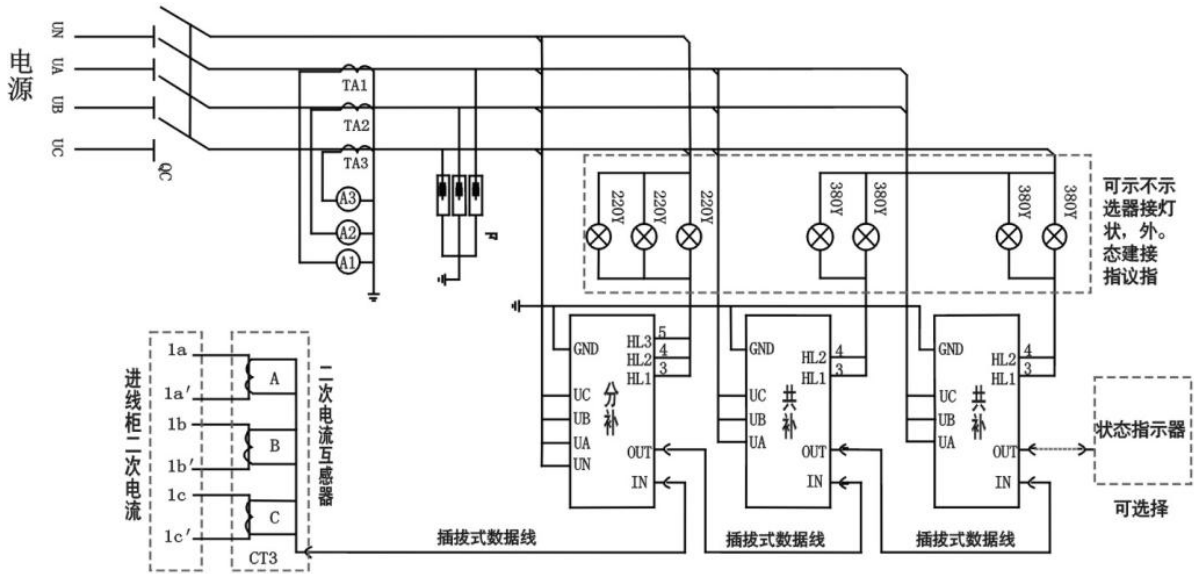 电源
UN
UA
UB
UC
QC
TA1
TA2
TA3
A3
A2
A1
F
220Y
220Y
220Y
380Y
380Y
380Y
380Y
可示不示
选器接灯
状，外。
态建接
指议指
GND
UC
UB
UA
UN
分补
HL3
HL2
HL1
5
4
3
OUT
IN
GND
UC
UB
UA
共补
HL2
HL1
4
3
OUT
IN
GND
UC
UB
UA
共补
HL2
HL1
4
3
OUT
IN
状态指示器
可选择
进线柜二次电流
1a
1a'
1b
1b'
1c
1c'
A
B
C
CT3
二次电流互感器
插拔式数据线
插拔式数据线
插拔式数据线